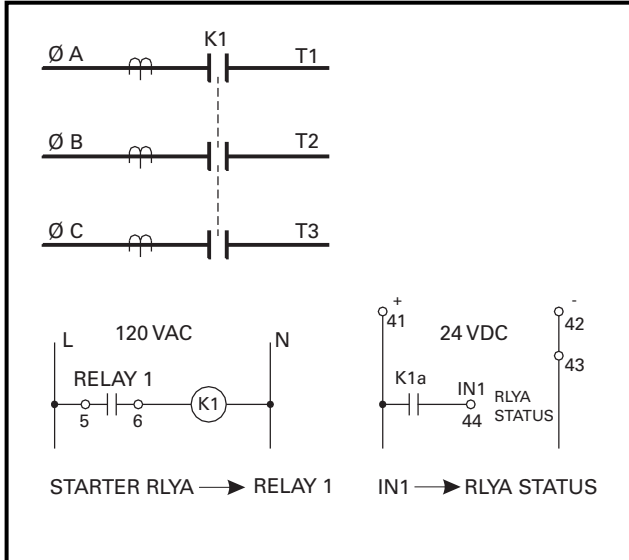 K1
Ø A T1
Ø B T2
Ø C T3
L 120 VAC N
RELAY 1
5 6 K1
+ -
41 24 VDC 42
43
K1a IN1 RLYA
44 STATUS
STARTER RLYA → RELAY 1 IN1 → RLYA STATUS